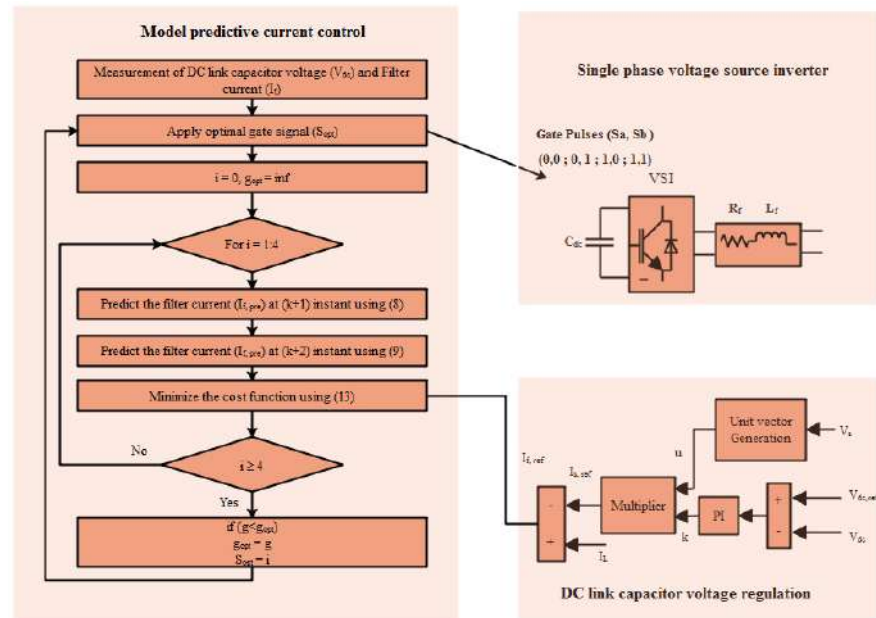 Model predictive current control
Measurement of DC link capacitor voltage (Vdc) and Filter
current (If)
Apply optimal gate signal (Sopt)
i = 0, gopt = inf
For i = 1:4
Predict the filter current (If, pre) at (k+1) instant using (8)
Predict the filter current (If, pre) at (k+2) instant using (9)
Minimize the cost function using (13)
No
i ≥ 4
Yes
if (g<gopt)
gopt = g
Sopt = i
Single phase voltage source inverter
Gate Pulses (Sa, Sb )
(0,0 ; 0, 1 ; 1,0 ; 1,1)
VSI
Rf Lf
Cdc
Unit vector
Generation
Vs
u
If, ref
Is, ref
Multiplier
PI
k
+
-
Vdc,ref
Vdc
-
+
IL
DC link capacitor voltage regulation